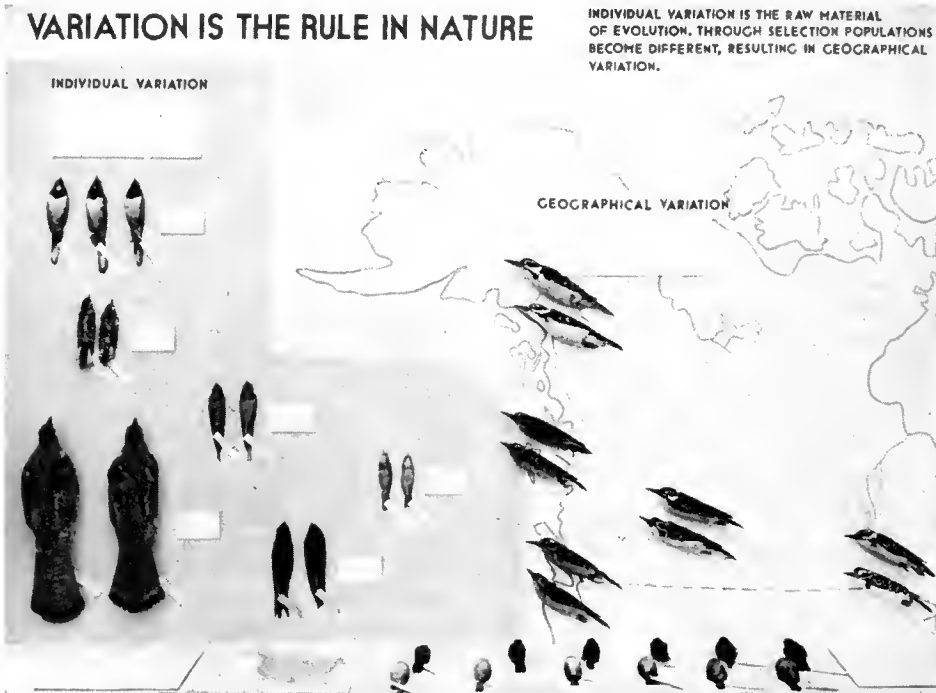 VARIATION IS THE RULE IN NATURE
INDIVIDUAL VARIATION IS THE RAW MATERIAL
OF EVOLUTION. THROUGH SELECTION POPULATIONS
BECOME DIFFERENT, RESULTING IN GEOGRAPHICAL
VARIATION.
INDIVIDUAL VARIATION
GEOGRAPHICAL VARIATION